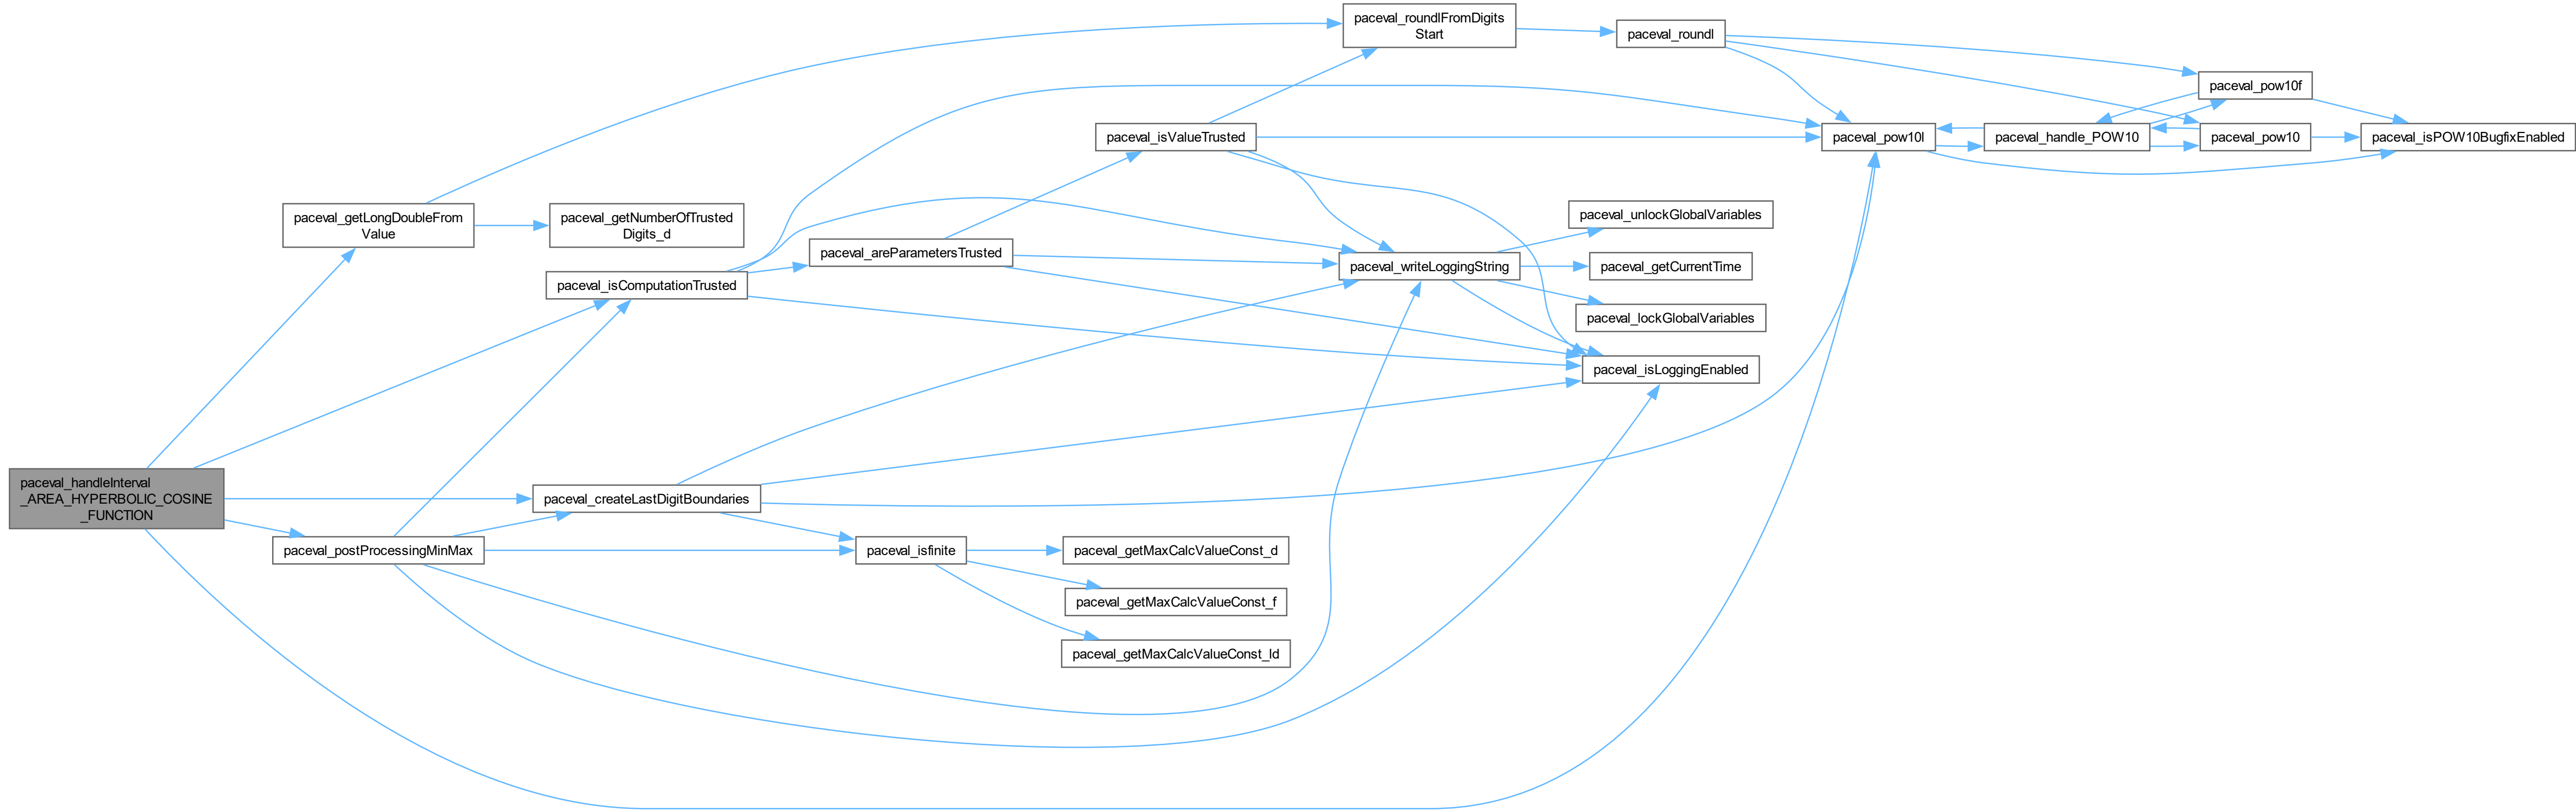 paceval_roundlFromDigits
Start
paceval_roundl
paceval_pow10f
paceval_isValueTrusted
paceval_pow10l
paceval_handle_POW10
paceval_pow10
paceval_isPOW10BugfixEnabled
paceval_getLongDoubleFrom
Value
paceval_getNumberOfTrusted
Digits_d
paceval_unlockGlobalVariables
paceval_areParametersTrusted
paceval_writeLoggingString
paceval_getCurrentTime
paceval_isComputationTrusted
paceval_lockGlobalVariables
paceval_isLoggingEnabled
paceval_handleInterval
_AREA_HYPERBOLIC_COSINE
_FUNCTION
paceval_createLastDigitBoundaries
paceval_postProcessingMinMax
paceval_isfinite
paceval_getMaxCalcValueConst_d
paceval_getMaxCalcValueConst_f
paceval_getMaxCalcValueConst_ld